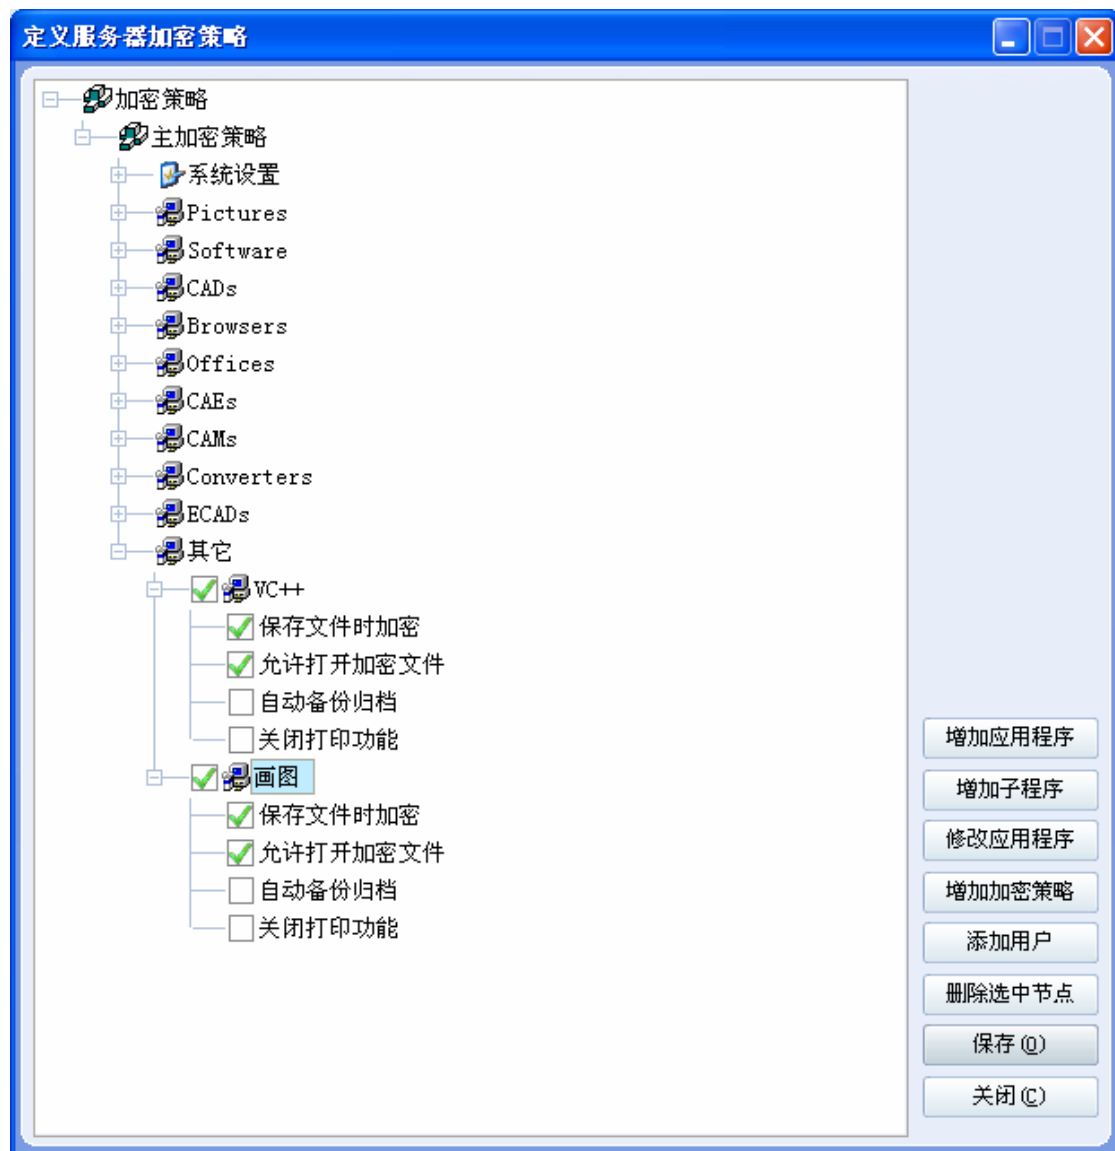 定义服务器加密策略
加密策略
主加密策略
系统设置
Pictures
Software
CADs
Browsers
Offices
CAEs
CAMs
Converters
ECADs
其它
VC++
保存文件时加密
允许打开加密文件
自动备份归档
关闭打印功能
画图
保存文件时加密
允许打开加密文件
自动备份归档
关闭打印功能
增加应用程序
增加子程序
修改应用程序
增加加密策略
添加用户
删除选中节点
保存(O)
关闭(C)